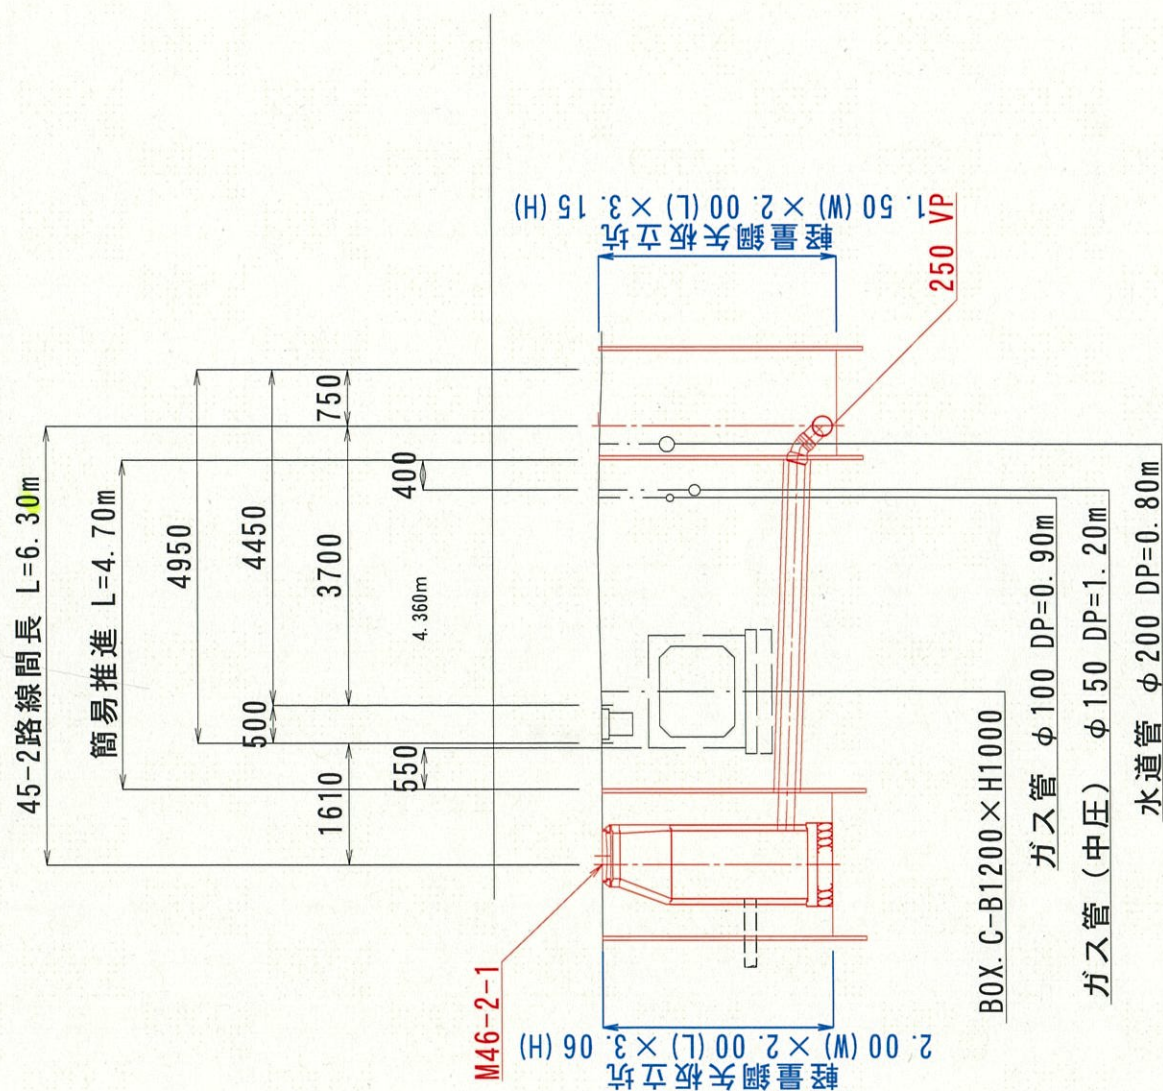 45-2路線間長 L=6.30m
簡易推進 L=4.70m
4950
4450
500
3700
750
1610
550
400
4.360m
軽量鋼矢板立坑
1.50(W)×2.00(L)×3.15(H)
250 VP
M46-2-1
軽量鋼矢板立坑
2.00(W)×2.00(L)×3.06(H)
BOX.C-B1200×H1000
ガス管 φ100 DP=0.90m
ガス管(中圧) φ150 DP=1.20m
水道管 φ200 DP=0.80m